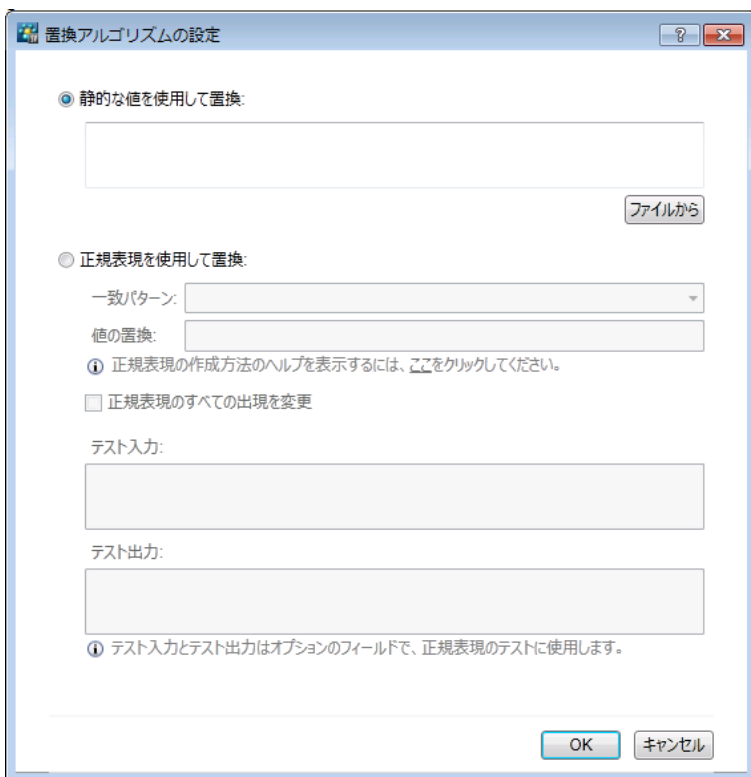 置換アルゴリズムの設定
静的な値を使用して置換:
ファイルから
正規表現を使用して置換:
一致パターン:
値の置換:
正規表現の作成方法のヘルプを表示するには、ここをクリックしてください。
正規表現のすべての出現を変更
テスト入力:
テスト出力:
テスト入力とテスト出力はオプションのフィールドで、正規表現のテストに使用します。
OK キャンセル